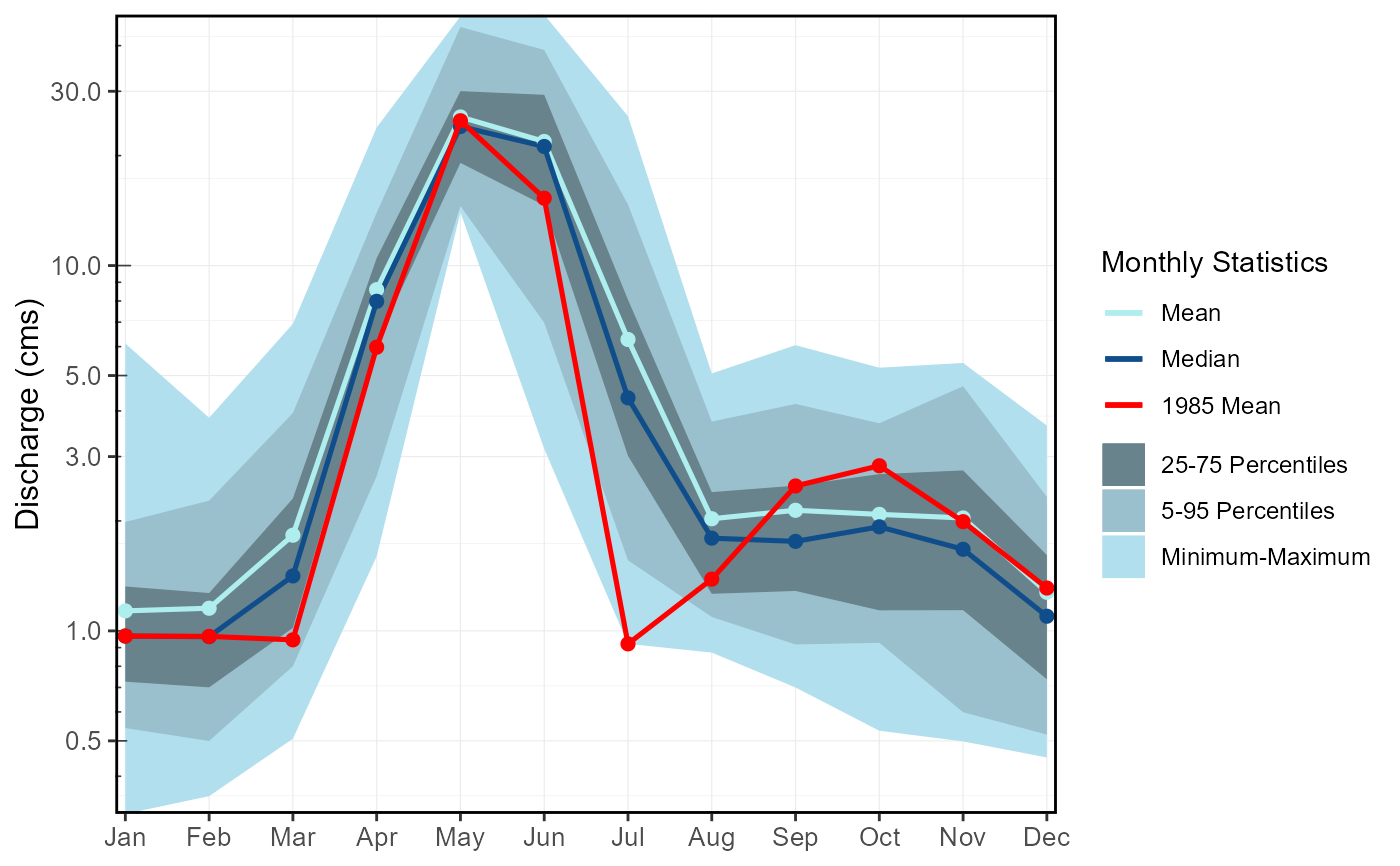 Discharge (cms)
30.0
10.0
5.0
3.0
1.0
0.5
Jan Feb Mar Apr May Jun Jul Aug Sep Oct Nov Dec
Monthly Statistics
Mean
Median
1985 Mean
25-75 Percentiles
5-95 Percentiles
Minimum-Maximum